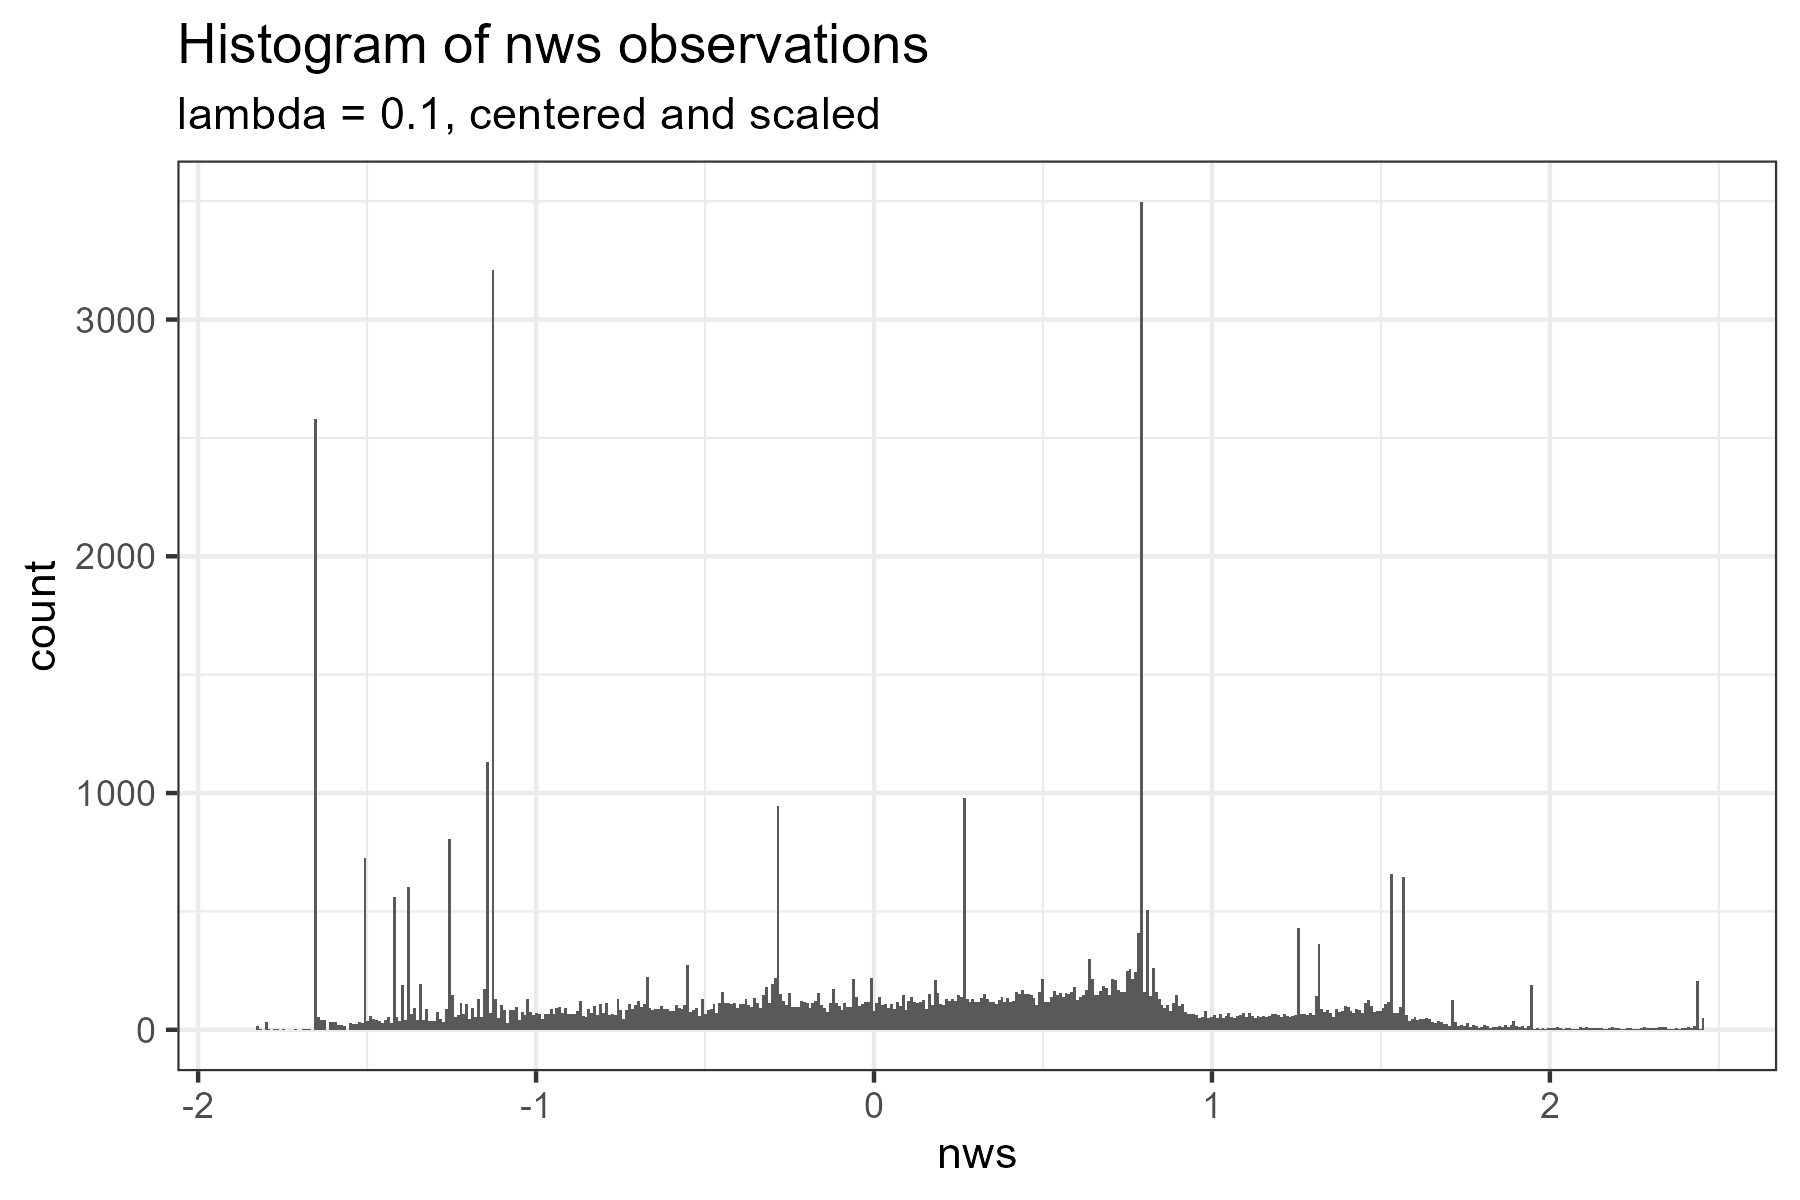 Histogram of nws observations
lambda = 0.1, centered and scaled
3000
2000
1000
0
count
-2 -1 0 1 2
nws